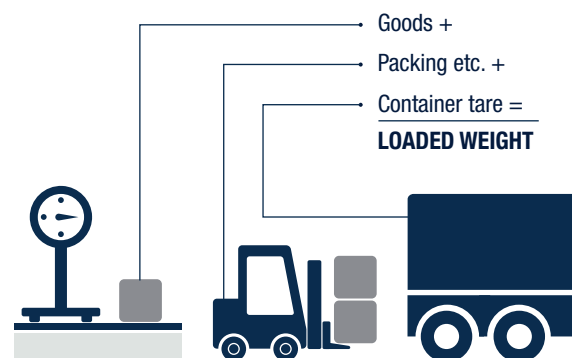 Goods +
Packing etc. +
Container tare =
LOADED WEIGHT